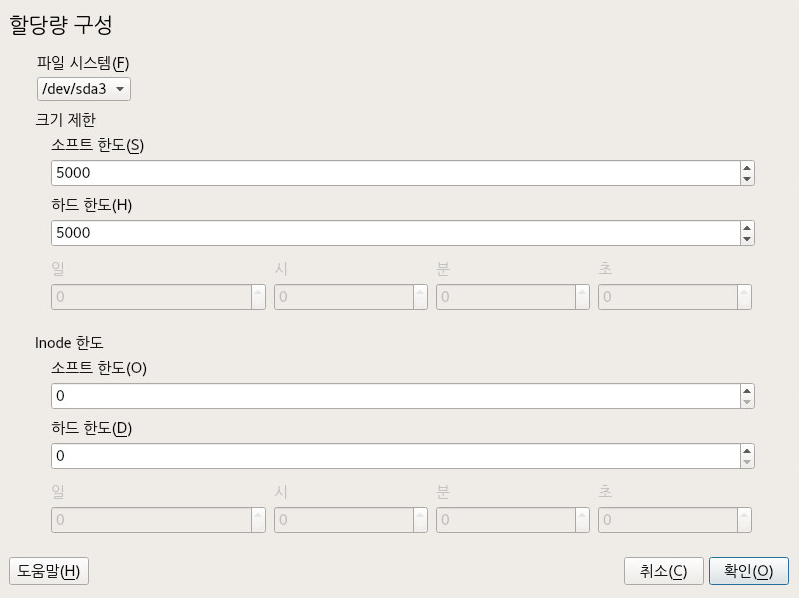 할당량 구성
파일 시스템(F)
/dev/sda3
크기 제한
소프트 한도(S)
5000
하드 한도(H)
5000
일 시 분 초
0 0 0 0
Inode 한도
소프트 한도(O)
0
하드 한도(D)
0
일 시 분 초
0 0 0 0
도움말(H) 취소(C) 확인(O)